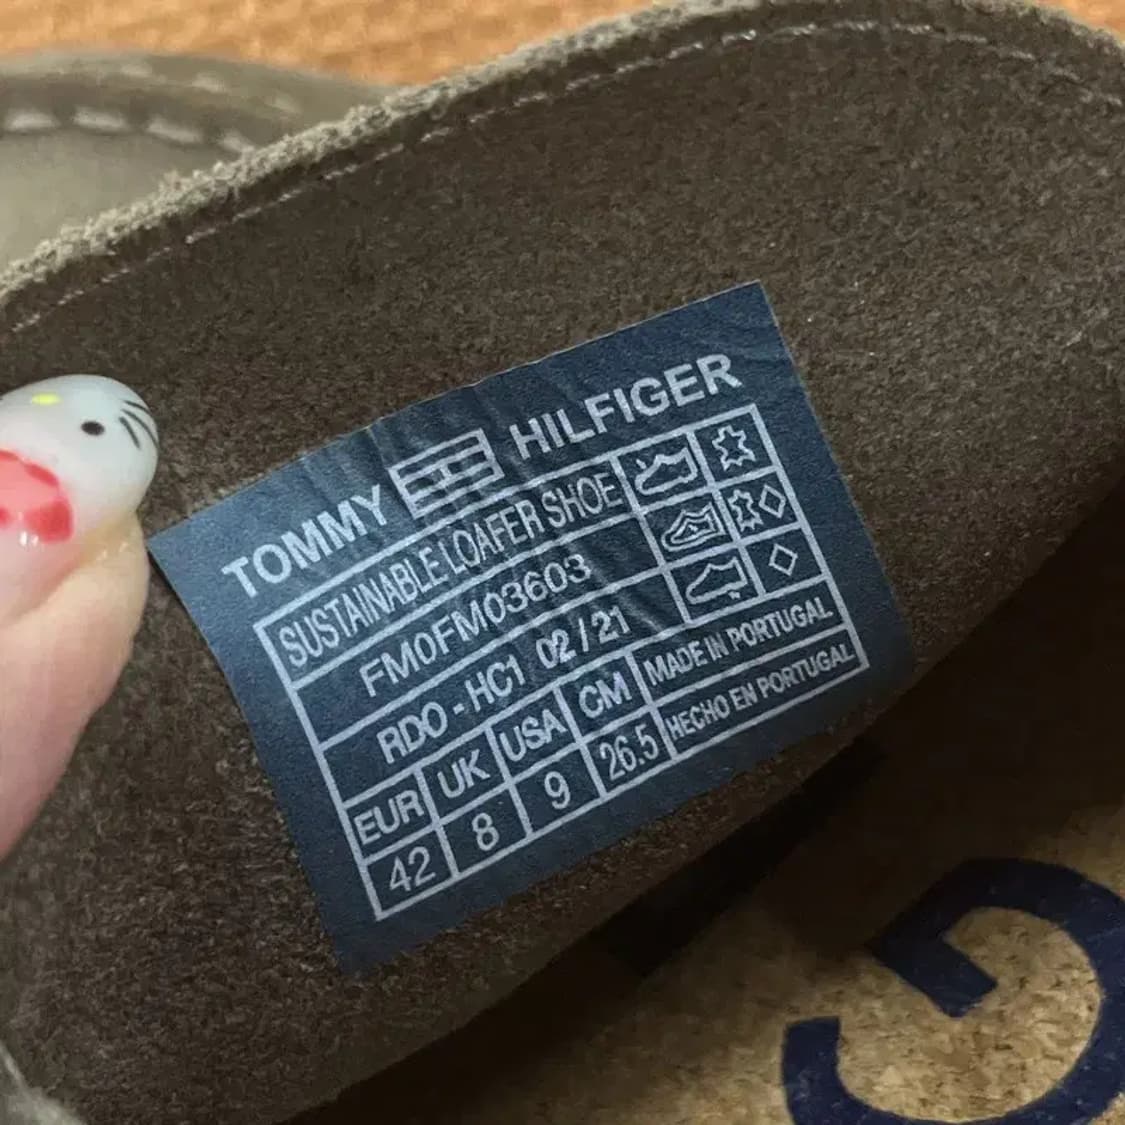 TOMMY HILFIGER
SUSTAINABLE LOAFER SHOE
FM0FM03603
RDO - HC1 02/21
EUR UK USA CM MADE IN PORTUGAL
42 8 9 26.5 HECHO EN PORTUGAL